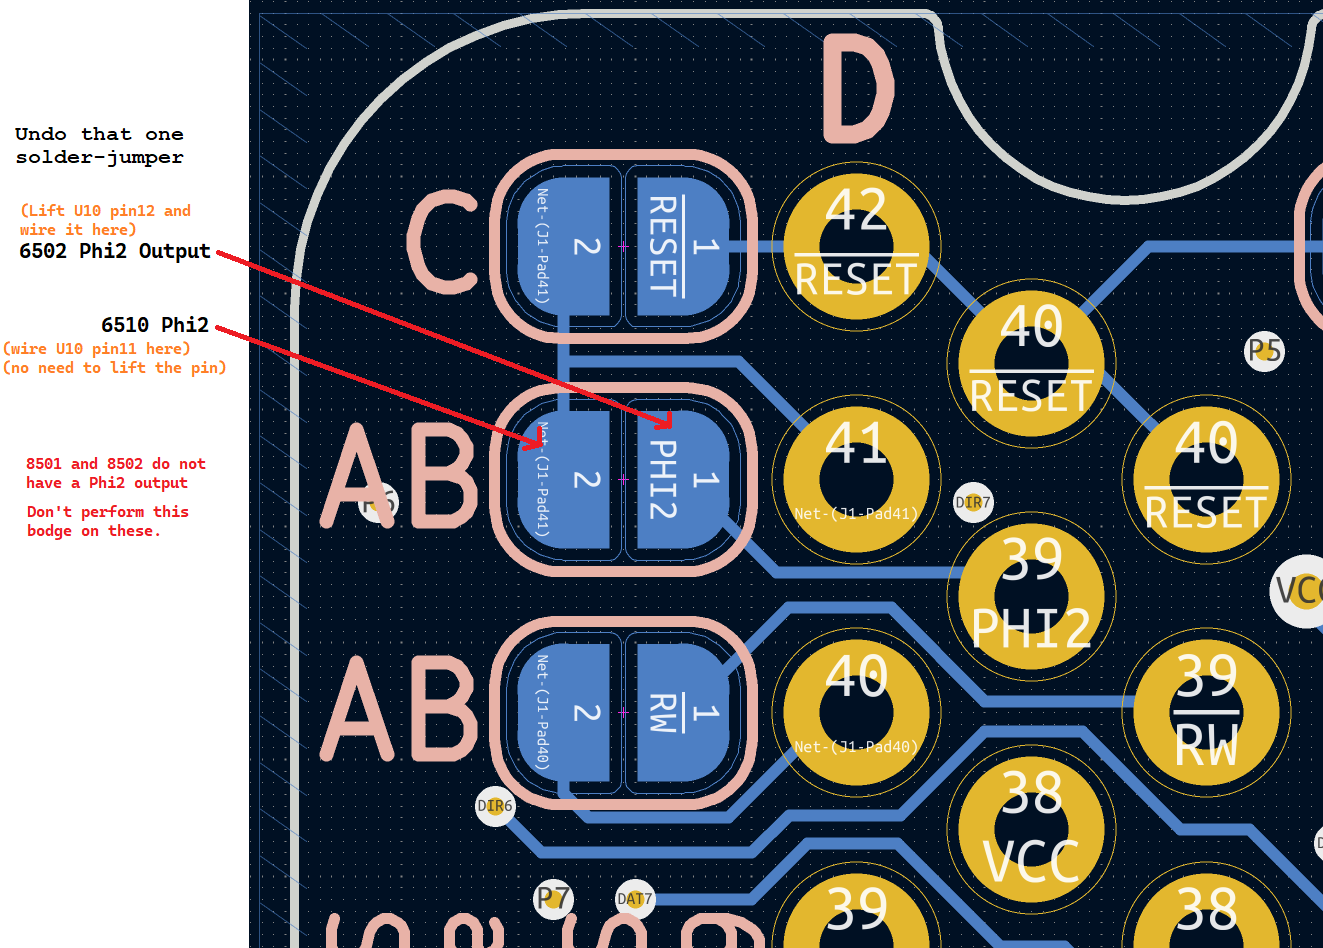 Undo that one
solder-jumper
(Lift U10 pin12 and
wire it here)
6502 Phi2 Output
6510 Phi2
(wire U10 pin11 here)
(no need to lift the pin)
8501 and 8502 do not
have a Phi2 output
Don't perform this
bodge on these.
D
C
Net-(J1-Pad41)
2
1
RESET
42
RESET
40
RESET
P5
AB
Net-(J1-Pad41)
2
1
PHI2
41
Net-(J1-Pad41)
DIR7
40
RESET
39
PHI2
VCC
AB
Net-(J1-Pad40)
2
1
RW
40
Net-(J1-Pad40)
39
RW
DIR6
38
VCC
P7
DAT7
39
38